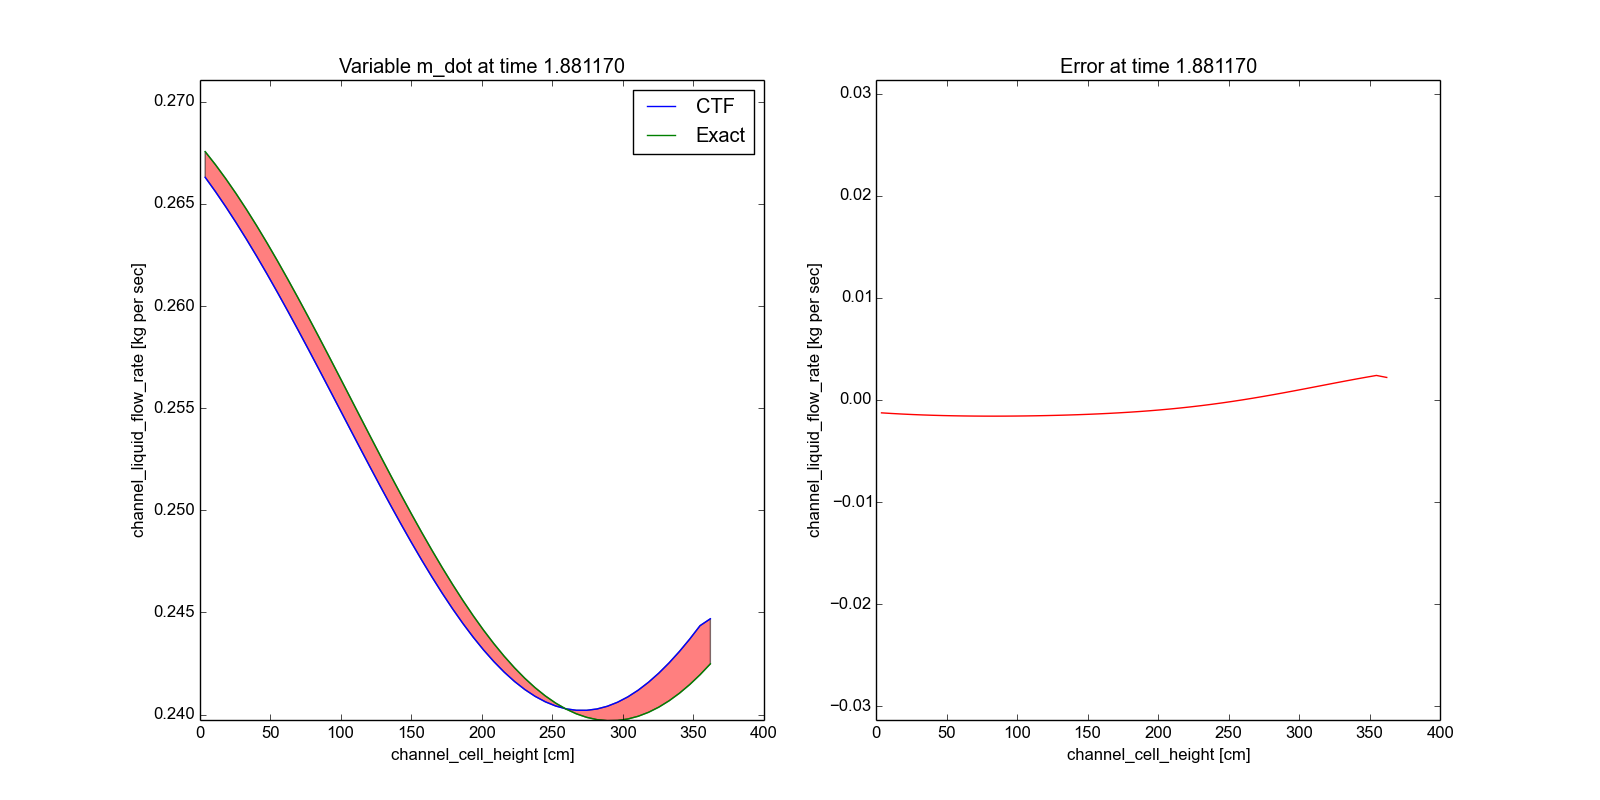 Variable m_dot at time 1.881170
CTF
Exact
0.270
0.265
0.260
0.255
0.250
0.245
0.240
channel_liquid_flow_rate [kg per sec]
0 50 100 150 200 250 300 350 400
channel_cell_height [cm]
Error at time 1.881170
0.03
0.02
0.01
0.00
−0.01
−0.02
−0.03
channel_liquid_flow_rate [kg per sec]
0 50 100 150 200 250 300 350 400
channel_cell_height [cm]